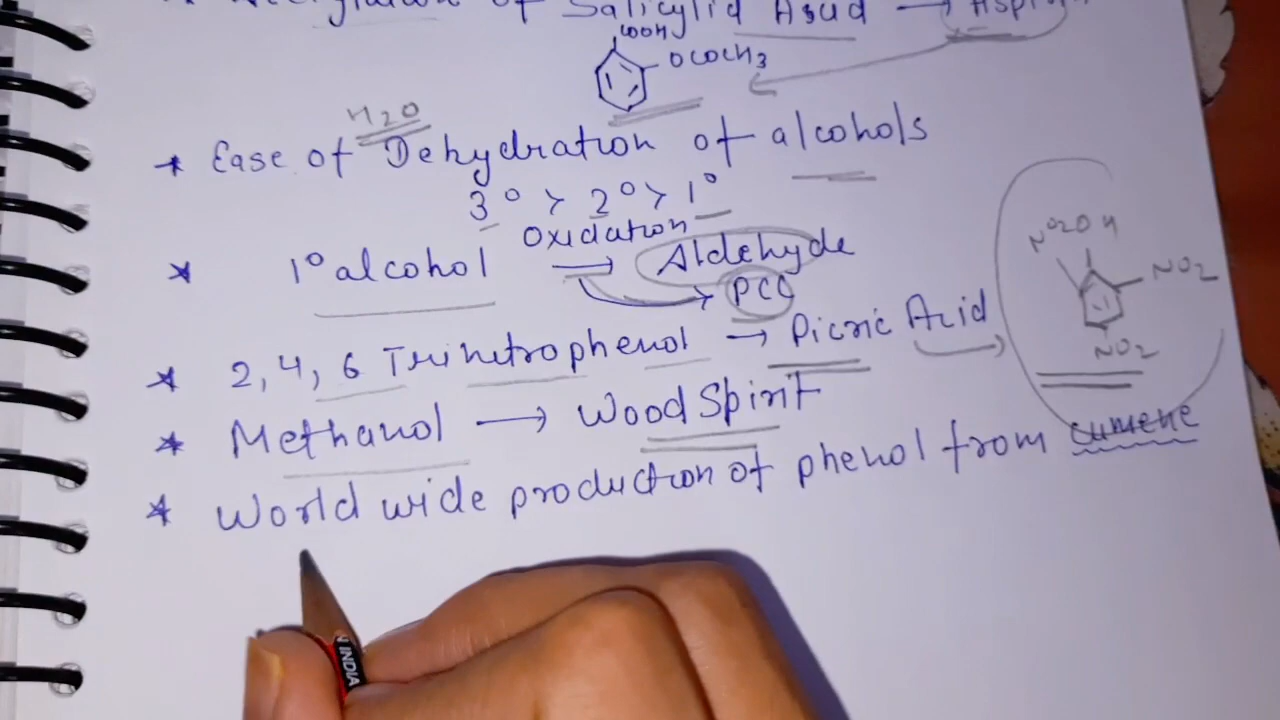 of Salicylic Acid → Aspirin
COOH
OCOCH3
H2O
* Ease of Dehydration of alcohols
3° > 2° > 1°
Oxidation
* 1° alcohol → Aldehyde
→ PCC
* 2, 4, 6 Trinitrophenol → Picric Acid
NO2 OH
NO2
NO2
* Methanol → Wood Spirit
* World wide production of phenol from cumene
INDIA